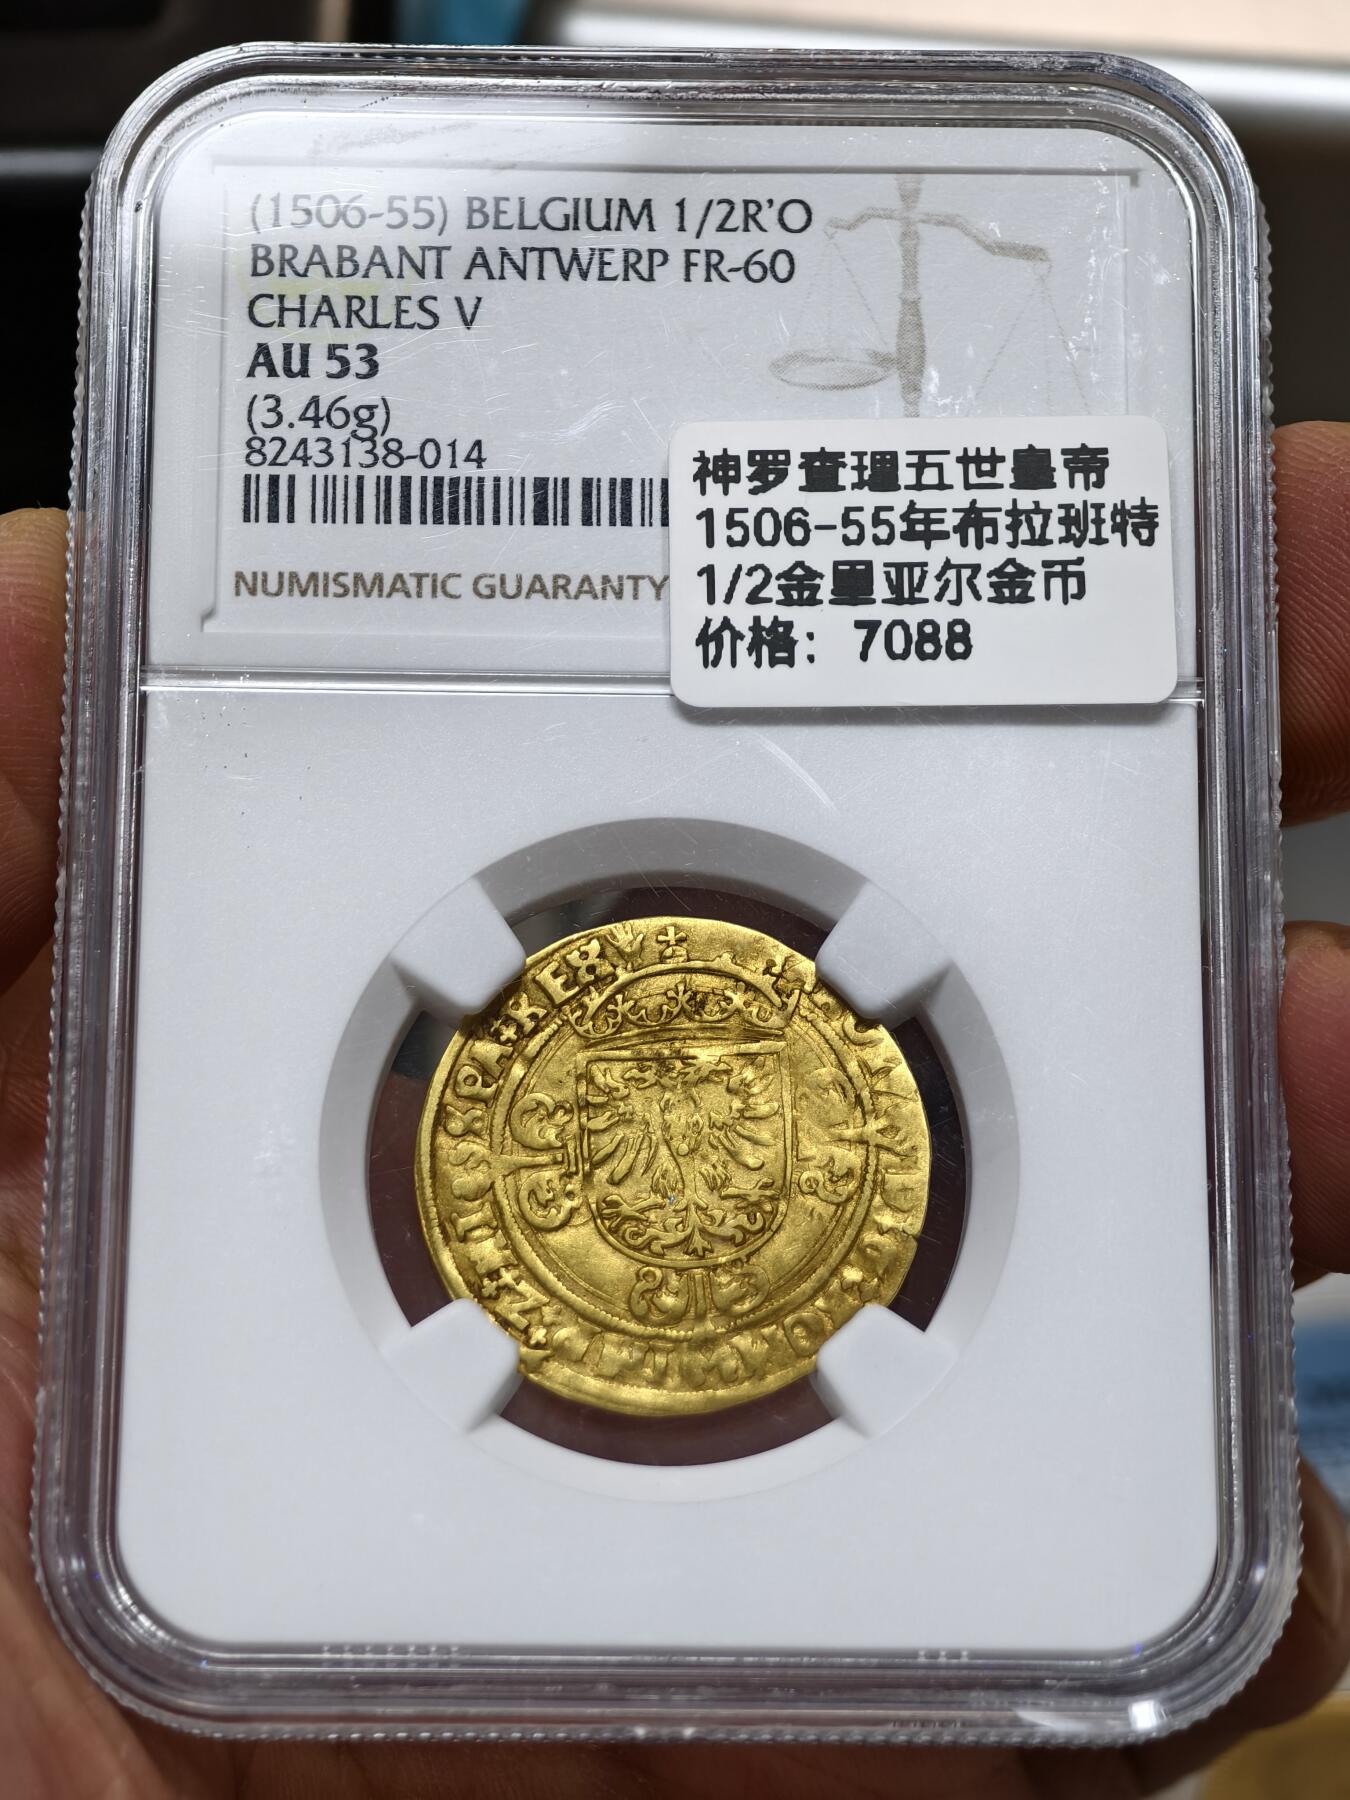 (1506-55) BELGIUM 1/2R'O
BRABANT ANTWERP FR-60
CHARLES V
AU 53
(3.46g)
8243138-014
NUMISMATIC GUARANTY
神罗查理五世皇帝
1506-55年布拉班特
1/2金里亚尔金币
价格：7088